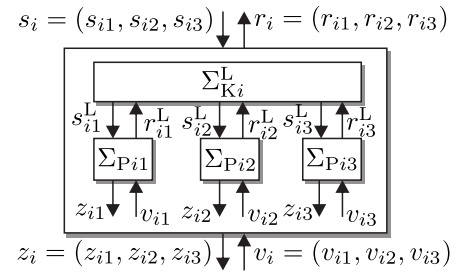 s_i = (s_{i1}, s_{i2}, s_{i3}) r_i = (r_{i1}, r_{i2}, r_{i3})
Σ^L_{Ki}
s^L_{i1} r^L_{i1} s^L_{i2} r^L_{i2} s^L_{i3} r^L_{i3}
Σ_{Pi1} Σ_{Pi2} Σ_{Pi3}
z_{i1} v_{i1} z_{i2} v_{i2} z_{i3} v_{i3}
z_i = (z_{i1}, z_{i2}, z_{i3}) v_i = (v_{i1}, v_{i2}, v_{i3})